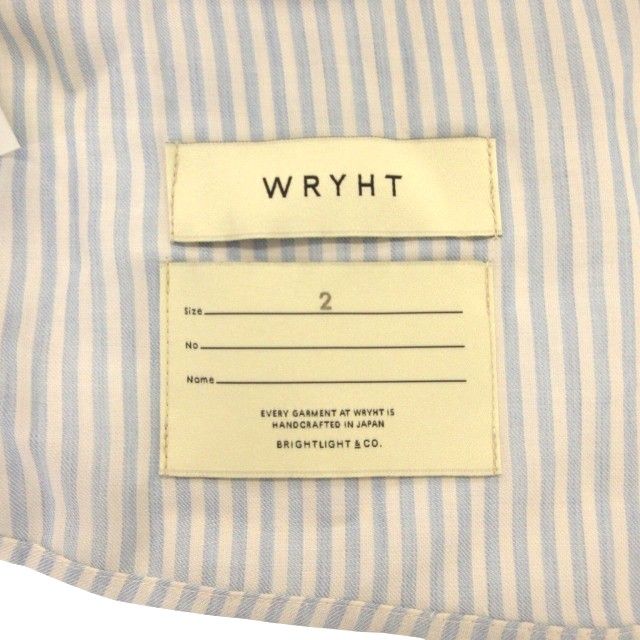 WRYHT
Size 2
No
Name
EVERY GARMENT AT WRYHT IS
HANDCRAFTED IN JAPAN
BRIGHTLIGHT & CO.